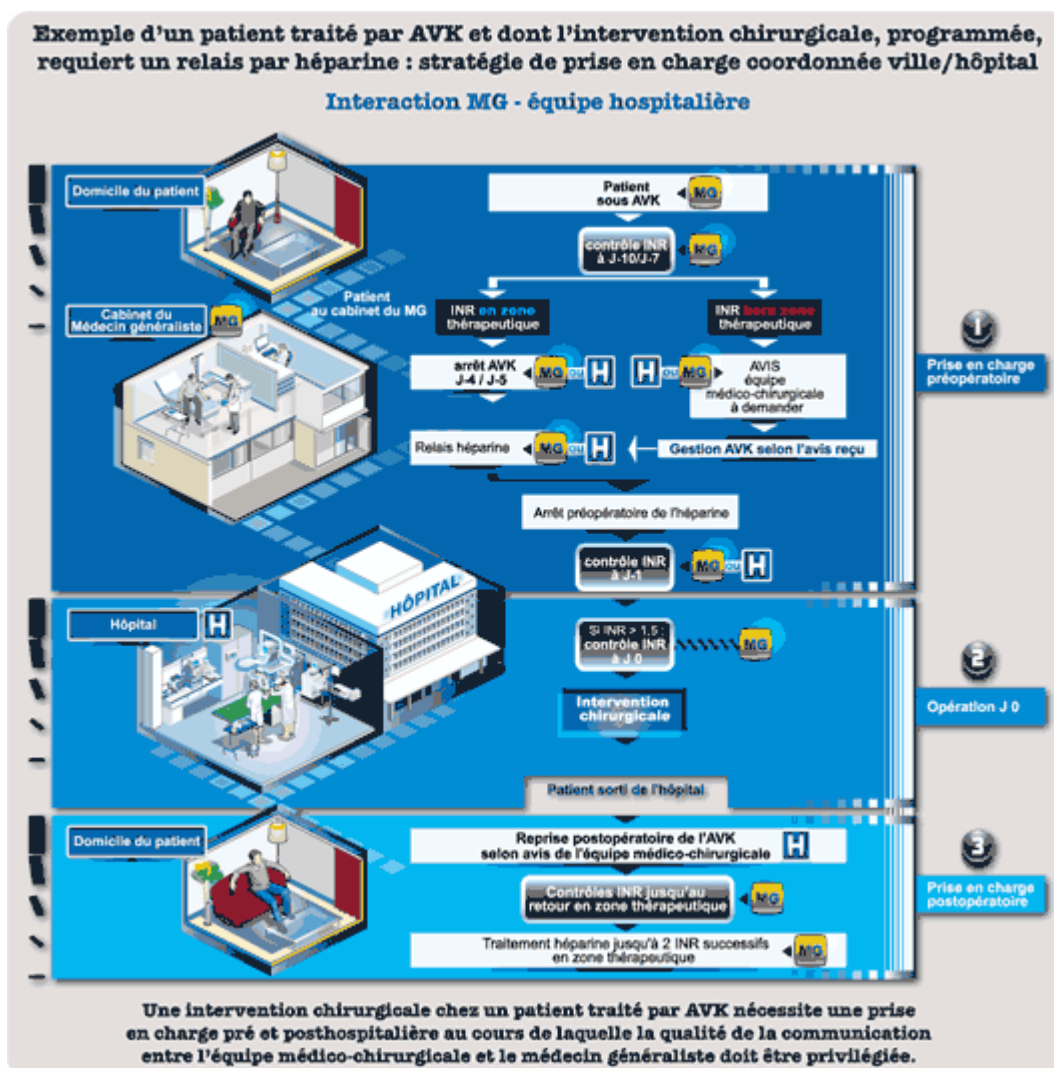 Exemple d'un patient traité par AVK et dont l'intervention chirurgicale, programmée,
requiert un relais par héparine : stratégie de prise en charge coordonnée ville/hôpital
Interaction MG - équipe hospitalière
Domicile du patient
Patient
sous AVK
MG
contrôle INR
à J-10/J-7
MG
Patient
au cabinet du MG
Cabinet du
Médecin généraliste
MG
INR en zone
thérapeutique
INR hors zone
thérapeutique
1
Prise en charge
préopératoire
arrêt AVK
J-4 / J-5
MG OU H
H OU MG
AVIS
équipe
médico-chirurgicale
à demander
Relais héparine
MG OU H
Gestion AVK selon l'avis reçu
Arrêt préopératoire de l'héparine
contrôle INR
à J-1
MG OU H
HÔPITAL
Hôpital
H
Si INR > 1.5 :
contrôle INR
à J 0
MG
2
Opération J 0
Intervention
chirurgicale
Patient sorti de l'hôpital
Domicile du patient
Reprise postopératoire de l'AVK
selon avis de l'équipe médico-chirurgicale
H
3
Prise en charge
postopératoire
Contrôles INR jusqu'au
retour en zone thérapeutique
MG
Traitement héparine jusqu'à 2 INR successifs
en zone thérapeutique
MG
Une intervention chirurgicale chez un patient traité par AVK nécessite une prise
en charge pré et posthospitalière au cours de laquelle la qualité de la communication
entre l'équipe médico-chirurgicale et le médecin généraliste doit être privilégiée.